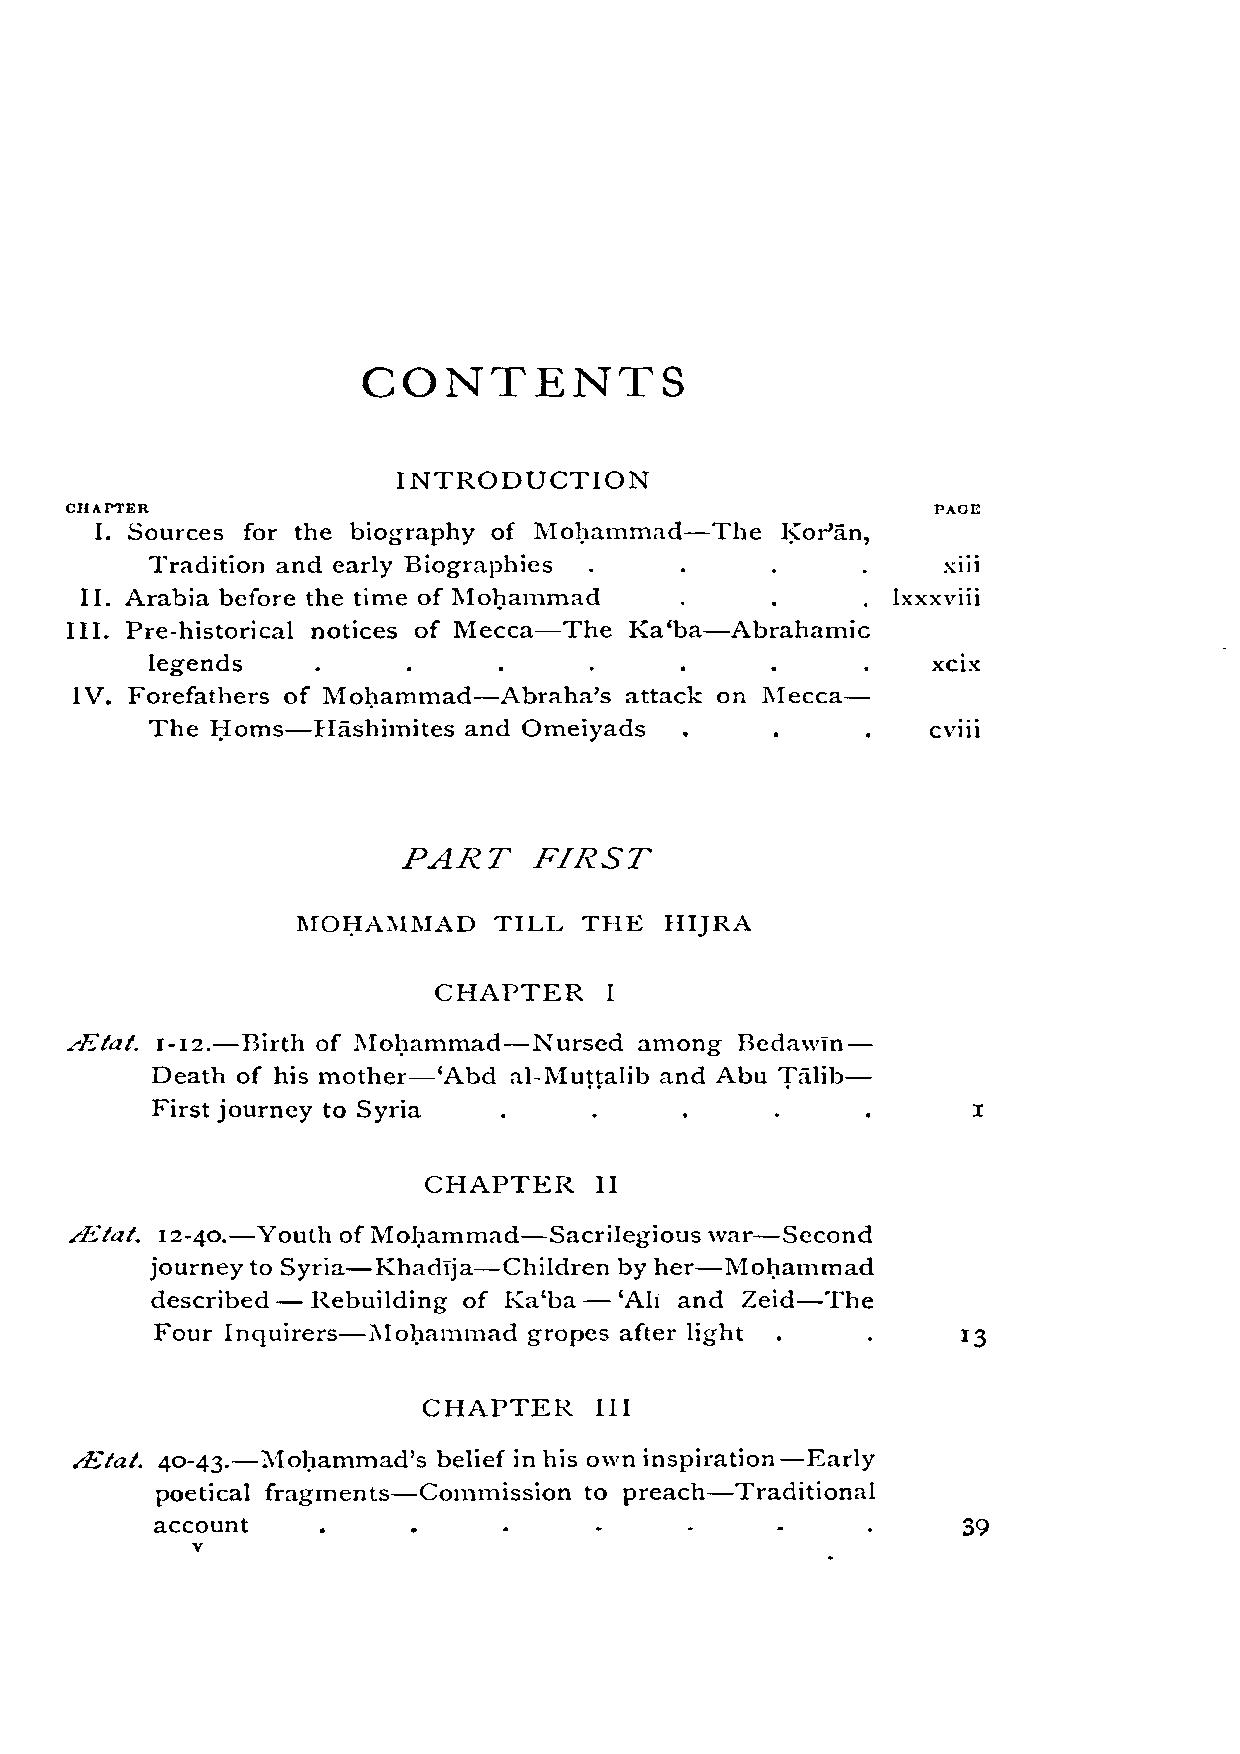 CONTENTS
INTRODUCTION
CHAPTER PAGE
I. Sources for the biography of Moḥammad—The Ḳor’ān,
Tradition and early Biographies . . . . xiii
II. Arabia before the time of Moḥammad . . . lxxxviii
III. Pre-historical notices of Mecca—The Ka‘ba—Abrahamic
legends . . . . . . . xcix
IV. Forefathers of Moḥammad—Abraha’s attack on Mecca—
The Ḥoms—Hāshimites and Omeiyads . . . cviii
PART FIRST
MOḤAMMAD TILL THE HIJRA
CHAPTER I
Ætat. 1-12.—Birth of Moḥammad—Nursed among Bedawīn—
Death of his mother—‘Abd al-Muṭṭalib and Abu Ṭālib—
First journey to Syria . . . . . 1
CHAPTER II
Ætat. 12-40.—Youth of Moḥammad—Sacrilegious war—Second
journey to Syria—Khadīja—Children by her—Moḥammad
described — Rebuilding of Ka‘ba — ‘Alī and Zeid—The
Four Inquirers—Moḥammad gropes after light . . 13
CHAPTER III
Ætat. 40-43.—Moḥammad’s belief in his own inspiration—Early
poetical fragments—Commission to preach—Traditional
account . . . . . . . 39
v